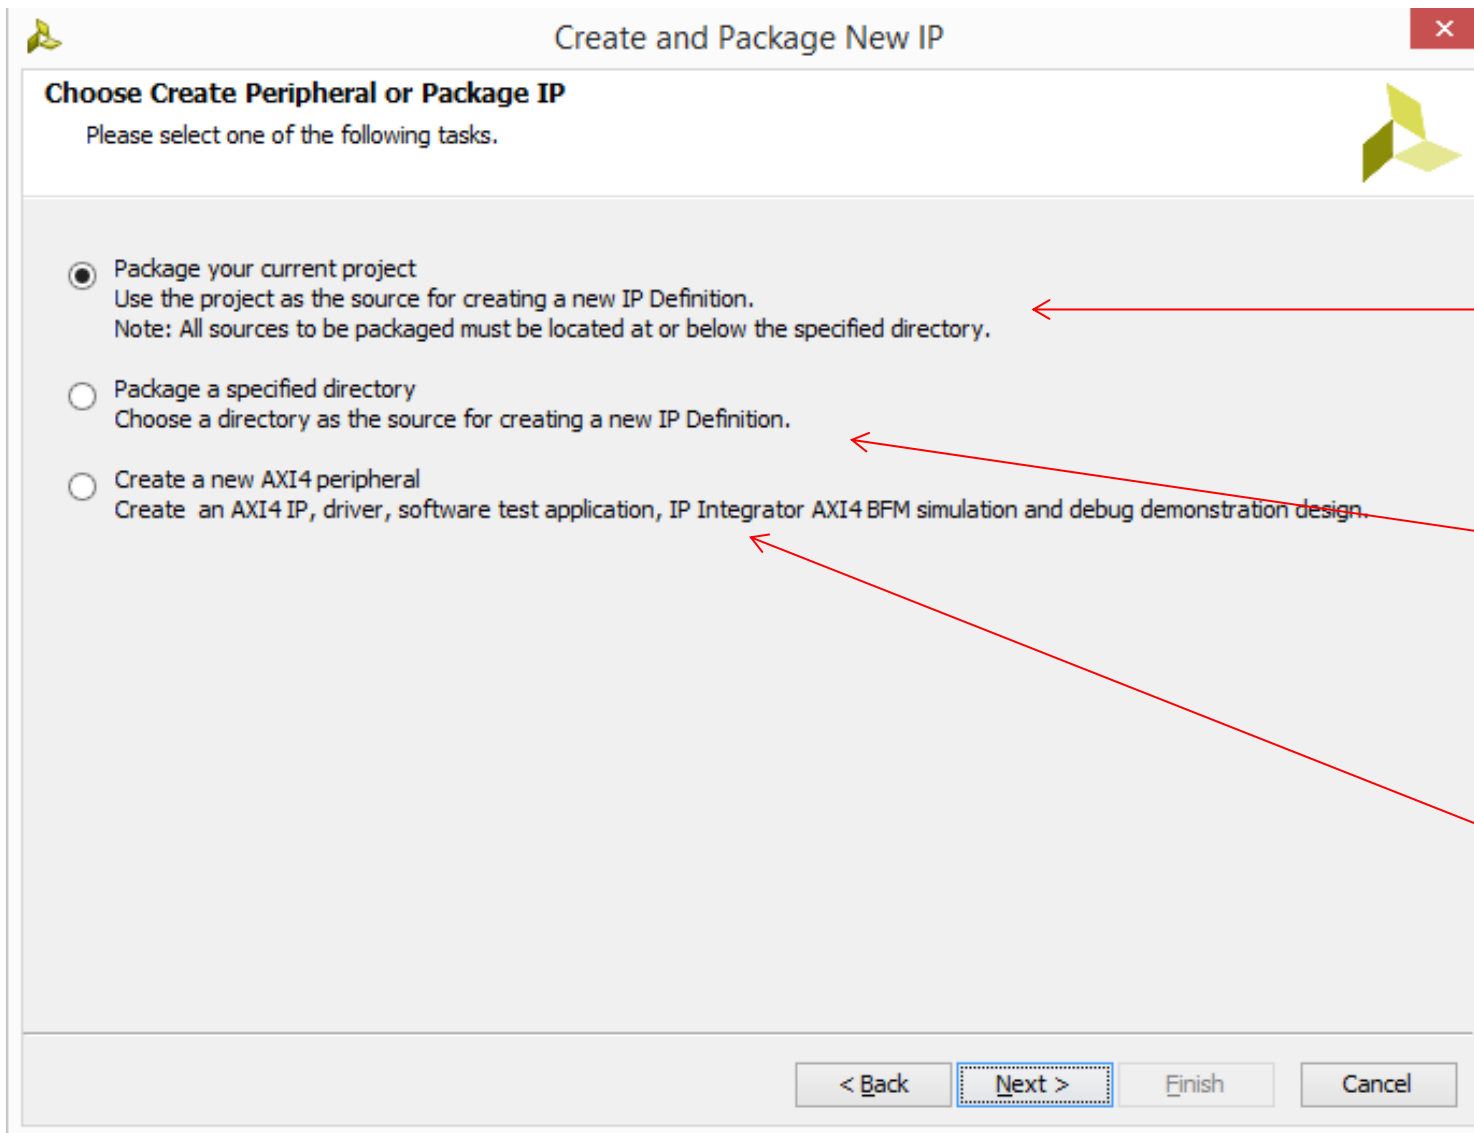 Create and Package New IP
Choose Create Peripheral or Package IP
Please select one of the following tasks.
Package your current project
Use the project as the source for creating a new IP Definition.
Note: All sources to be packaged must be located at or below the specified directory.
Package a specified directory
Choose a directory as the source for creating a new IP Definition.
Create a new AXI4 peripheral
Create  an AXI4 IP, driver, software test application, IP Integrator AXI4 BFM simulation and debug demonstration design.
< Back
Next >
Finish
Cancel